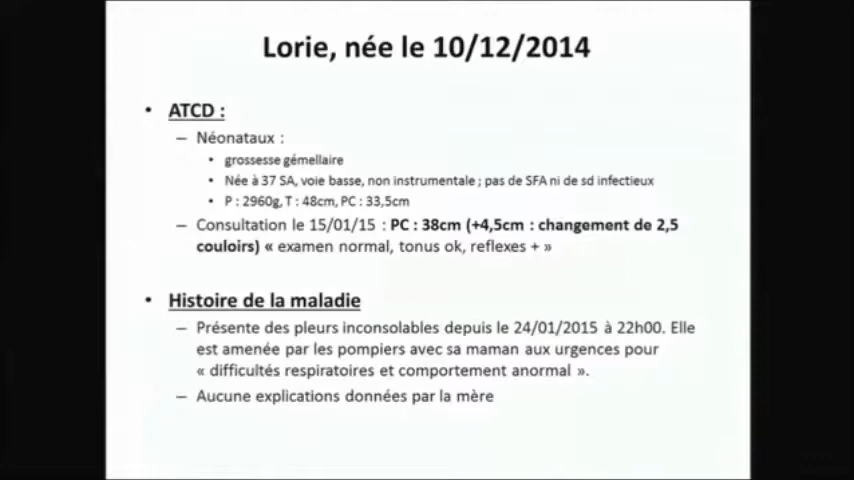 Lorie, née le 10/12/2014
• ATCD :
– Néonataux :
• grossesse gémellaire
• Née à 37 SA, voie basse, non instrumentale ; pas de SFA ni de sd infectieux
• P : 2960g, T : 48cm, PC : 33,5cm
– Consultation le 15/01/15 : PC : 38cm (+4,5cm : changement de 2,5
couloirs) « examen normal, tonus ok, reflexes + »
• Histoire de la maladie
– Présente des pleurs inconsolables depuis le 24/01/2015 à 22h00. Elle
est amenée par les pompiers avec sa maman aux urgences pour
« difficultés respiratoires et comportement anormal ».
– Aucune explications données par la mère